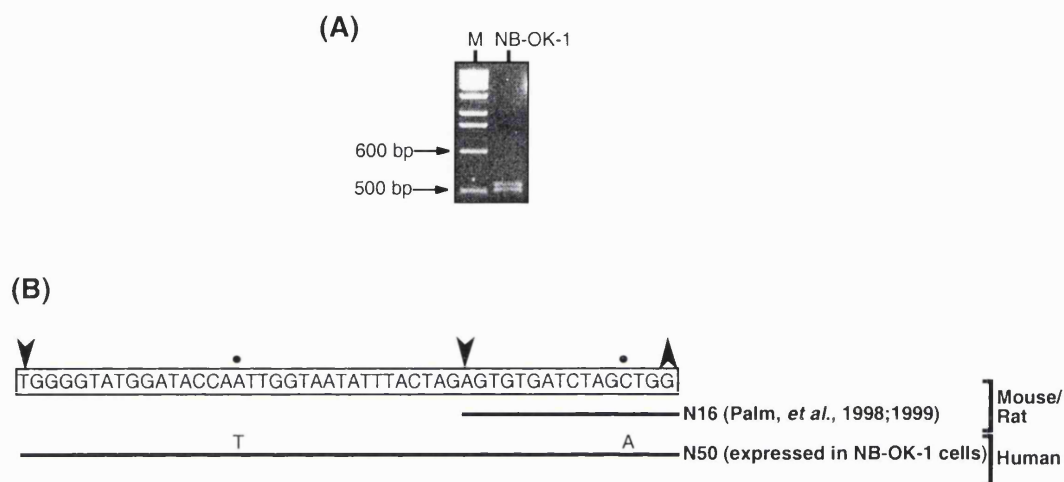 (A)
M NB-OK-1
600 bp
500 bp
(B)
TGGGGTATGGATACCAATTGGTAATATTTACTAGAGTGTGATCTAGCTGG
N16 (Palm, et al., 1998;1999)
Mouse/
Rat
T A
N50 (expressed in NB-OK-1 cells)
Human